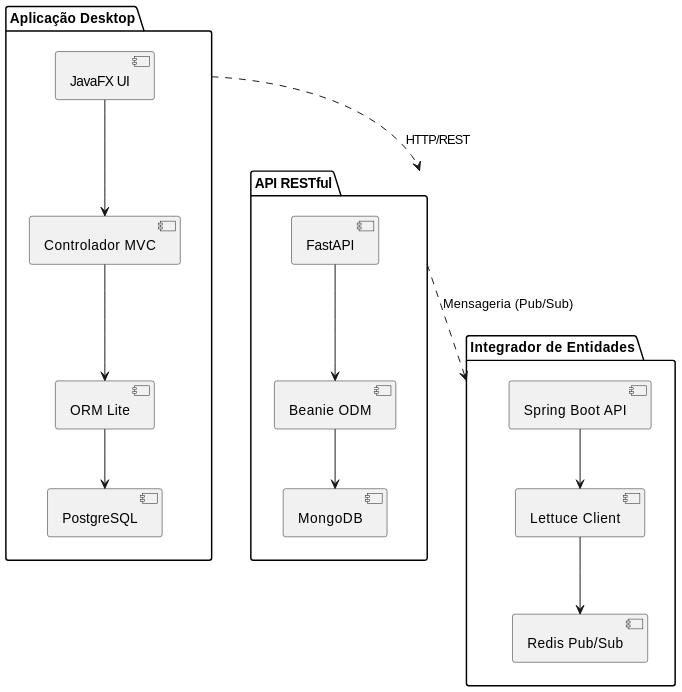 Aplicação Desktop
JavaFX UI
Controlador MVC
ORM Lite
PostgreSQL
HTTP/REST
API RESTful
FastAPI
Beanie ODM
MongoDB
Mensageria (Pub/Sub)
Integrador de Entidades
Spring Boot API
Lettuce Client
Redis Pub/Sub